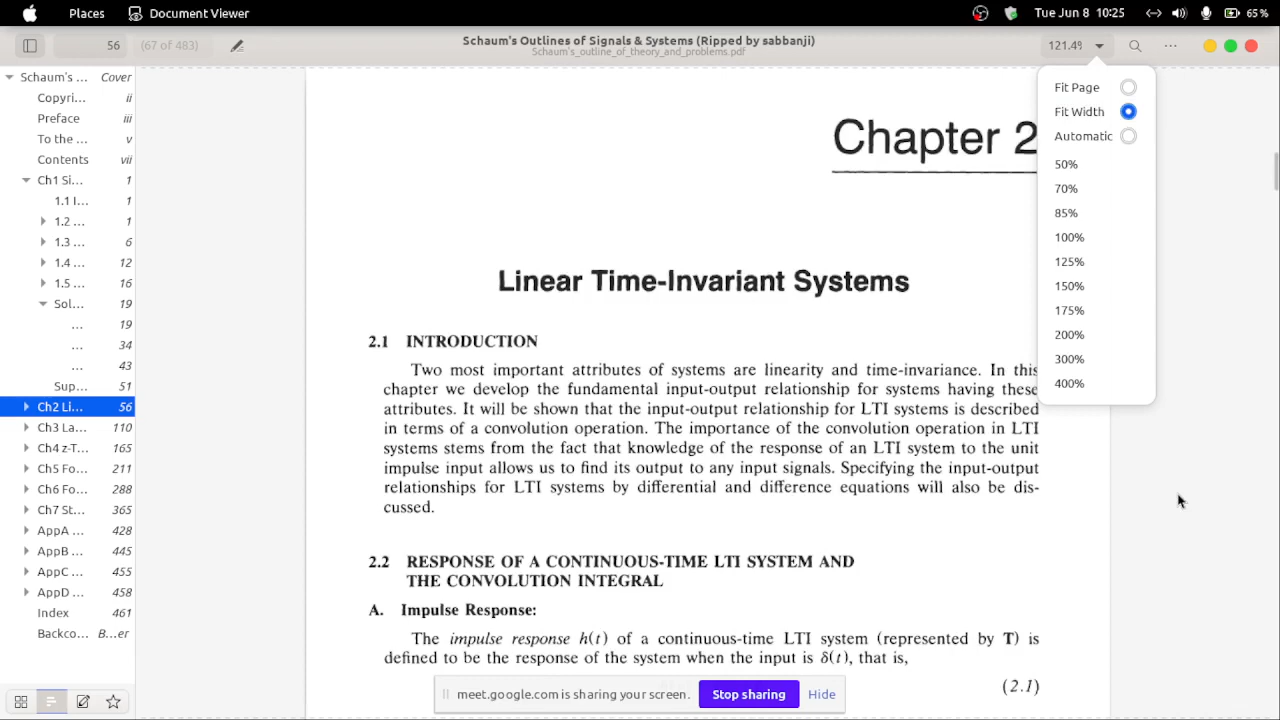 Places Document Viewer Tue Jun 8 10:25 65%
56 (67 of 483) Schaum's Outlines of Signals & Systems (Ripped by sabbanji) 121.4%
Schaum's_outline_of_theory_and_problems.pdf
Schaum's ... Cover
Copyri... ii
Preface iii
To the ... v
Contents vii
Ch1 Si... 1
1.1 I... 1
1.2 ... 1
1.3 ... 6
1.4 ... 12
1.5 ... 16
Sol... 19
... 19
... 34
... 43
Sup... 51
Ch2 Li... 56
Ch3 La... 110
Ch4 z-T... 165
Ch5 Fo... 211
Ch6 Fo... 288
Ch7 St... 365
AppA ... 428
AppB ... 445
AppC ... 455
AppD ... 458
Index 461
Backco... B...er
Chapter 2
Linear Time-Invariant Systems
2.1 INTRODUCTION
Two most important attributes of systems are linearity and time-invariance. In this
chapter we develop the fundamental input-output relationship for systems having these
attributes. It will be shown that the input-output relationship for LTI systems is described
in terms of a convolution operation. The importance of the convolution operation in LTI
systems stems from the fact that knowledge of the response of an LTI system to the unit
impulse input allows us to find its output to any input signals. Specifying the input-output
relationships for LTI systems by differential and difference equations will also be dis-
cussed.
2.2 RESPONSE OF A CONTINUOUS-TIME LTI SYSTEM AND
THE CONVOLUTION INTEGRAL
A. Impulse Response:
The impulse response h(t) of a continuous-time LTI system (represented by T) is
defined to be the response of the system when the input is δ(t), that is,
(2.1)
Fit Page
Fit Width
Automatic
50%
70%
85%
100%
125%
150%
175%
200%
300%
400%
meet.google.com is sharing your screen. Stop sharing Hide